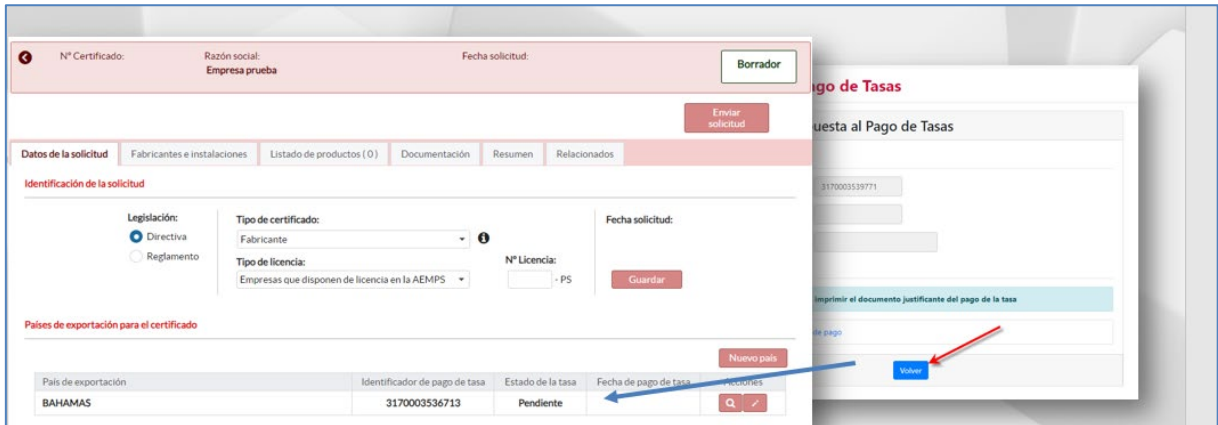 Nº Certificado:
Razón social:
Empresa prueba
Fecha solicitud:
Borrador
Enviar
solicitud
Datos de la solicitud
Fabricantes e instalaciones
Listado de productos ( 0 )
Documentación
Resumen
Relacionados
Identificación de la solicitud
Legislación:
Directiva
Reglamento
Tipo de certificado:
Fabricante
Tipo de licencia:
Empresas que disponen de licencia en la AEMPS
Nº Licencia:
- PS
Fecha solicitud:
Guardar
Países de exportación para el certificado
Nuevo país
País de exportación
Identificador de pago de tasa
Estado de la tasa
Fecha de pago de tasa
Acciones
BAHAMAS
3170003536713
Pendiente
ago de Tasas
uesta al Pago de Tasas
3170003539771
imprimir el documento justificante del pago de la tasa
de pago
Volver